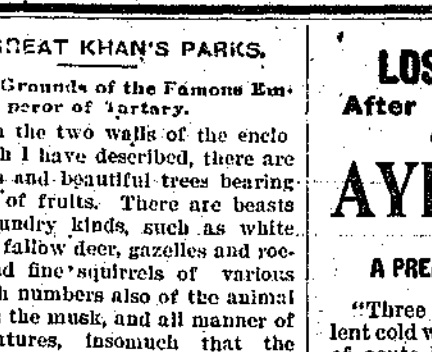 GREAT KHAN'S PARKS.
Grounds of the Famous Em-
peror of Tartary.
the two walls of the enclo
h I have described, there are
and beautiful trees bearing
of fruits. There are beasts
undry kinds, such as white
fallow deer, gazelles and roe-
d fine squirrels of various
h numbers also of the animal
the musk, and all manner of
atures, insomuch that the
LOS
After
AYE
A PRE
"Three
lent cold w